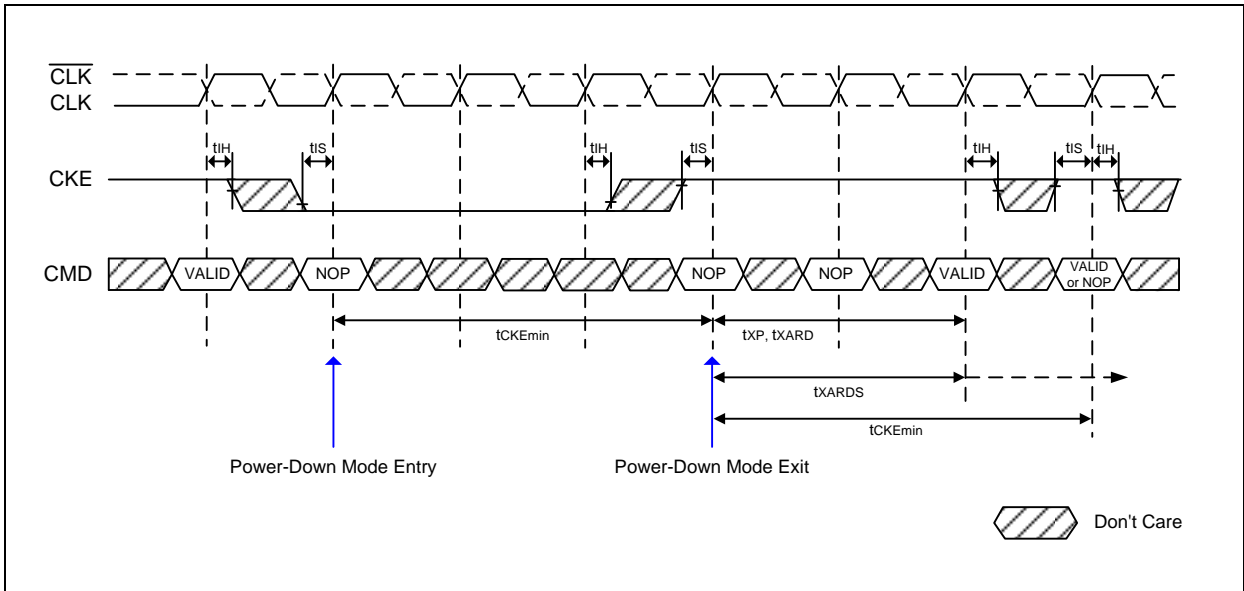 CLK
CLK
tIH tIS tIH tIS tIH tIS tIH
CKE
CMD VALID NOP NOP NOP VALID VALID or NOP
tCKEmin tXP, tXARD
tXARDS
tCKEmin
Power-Down Mode Entry Power-Down Mode Exit
Don't Care